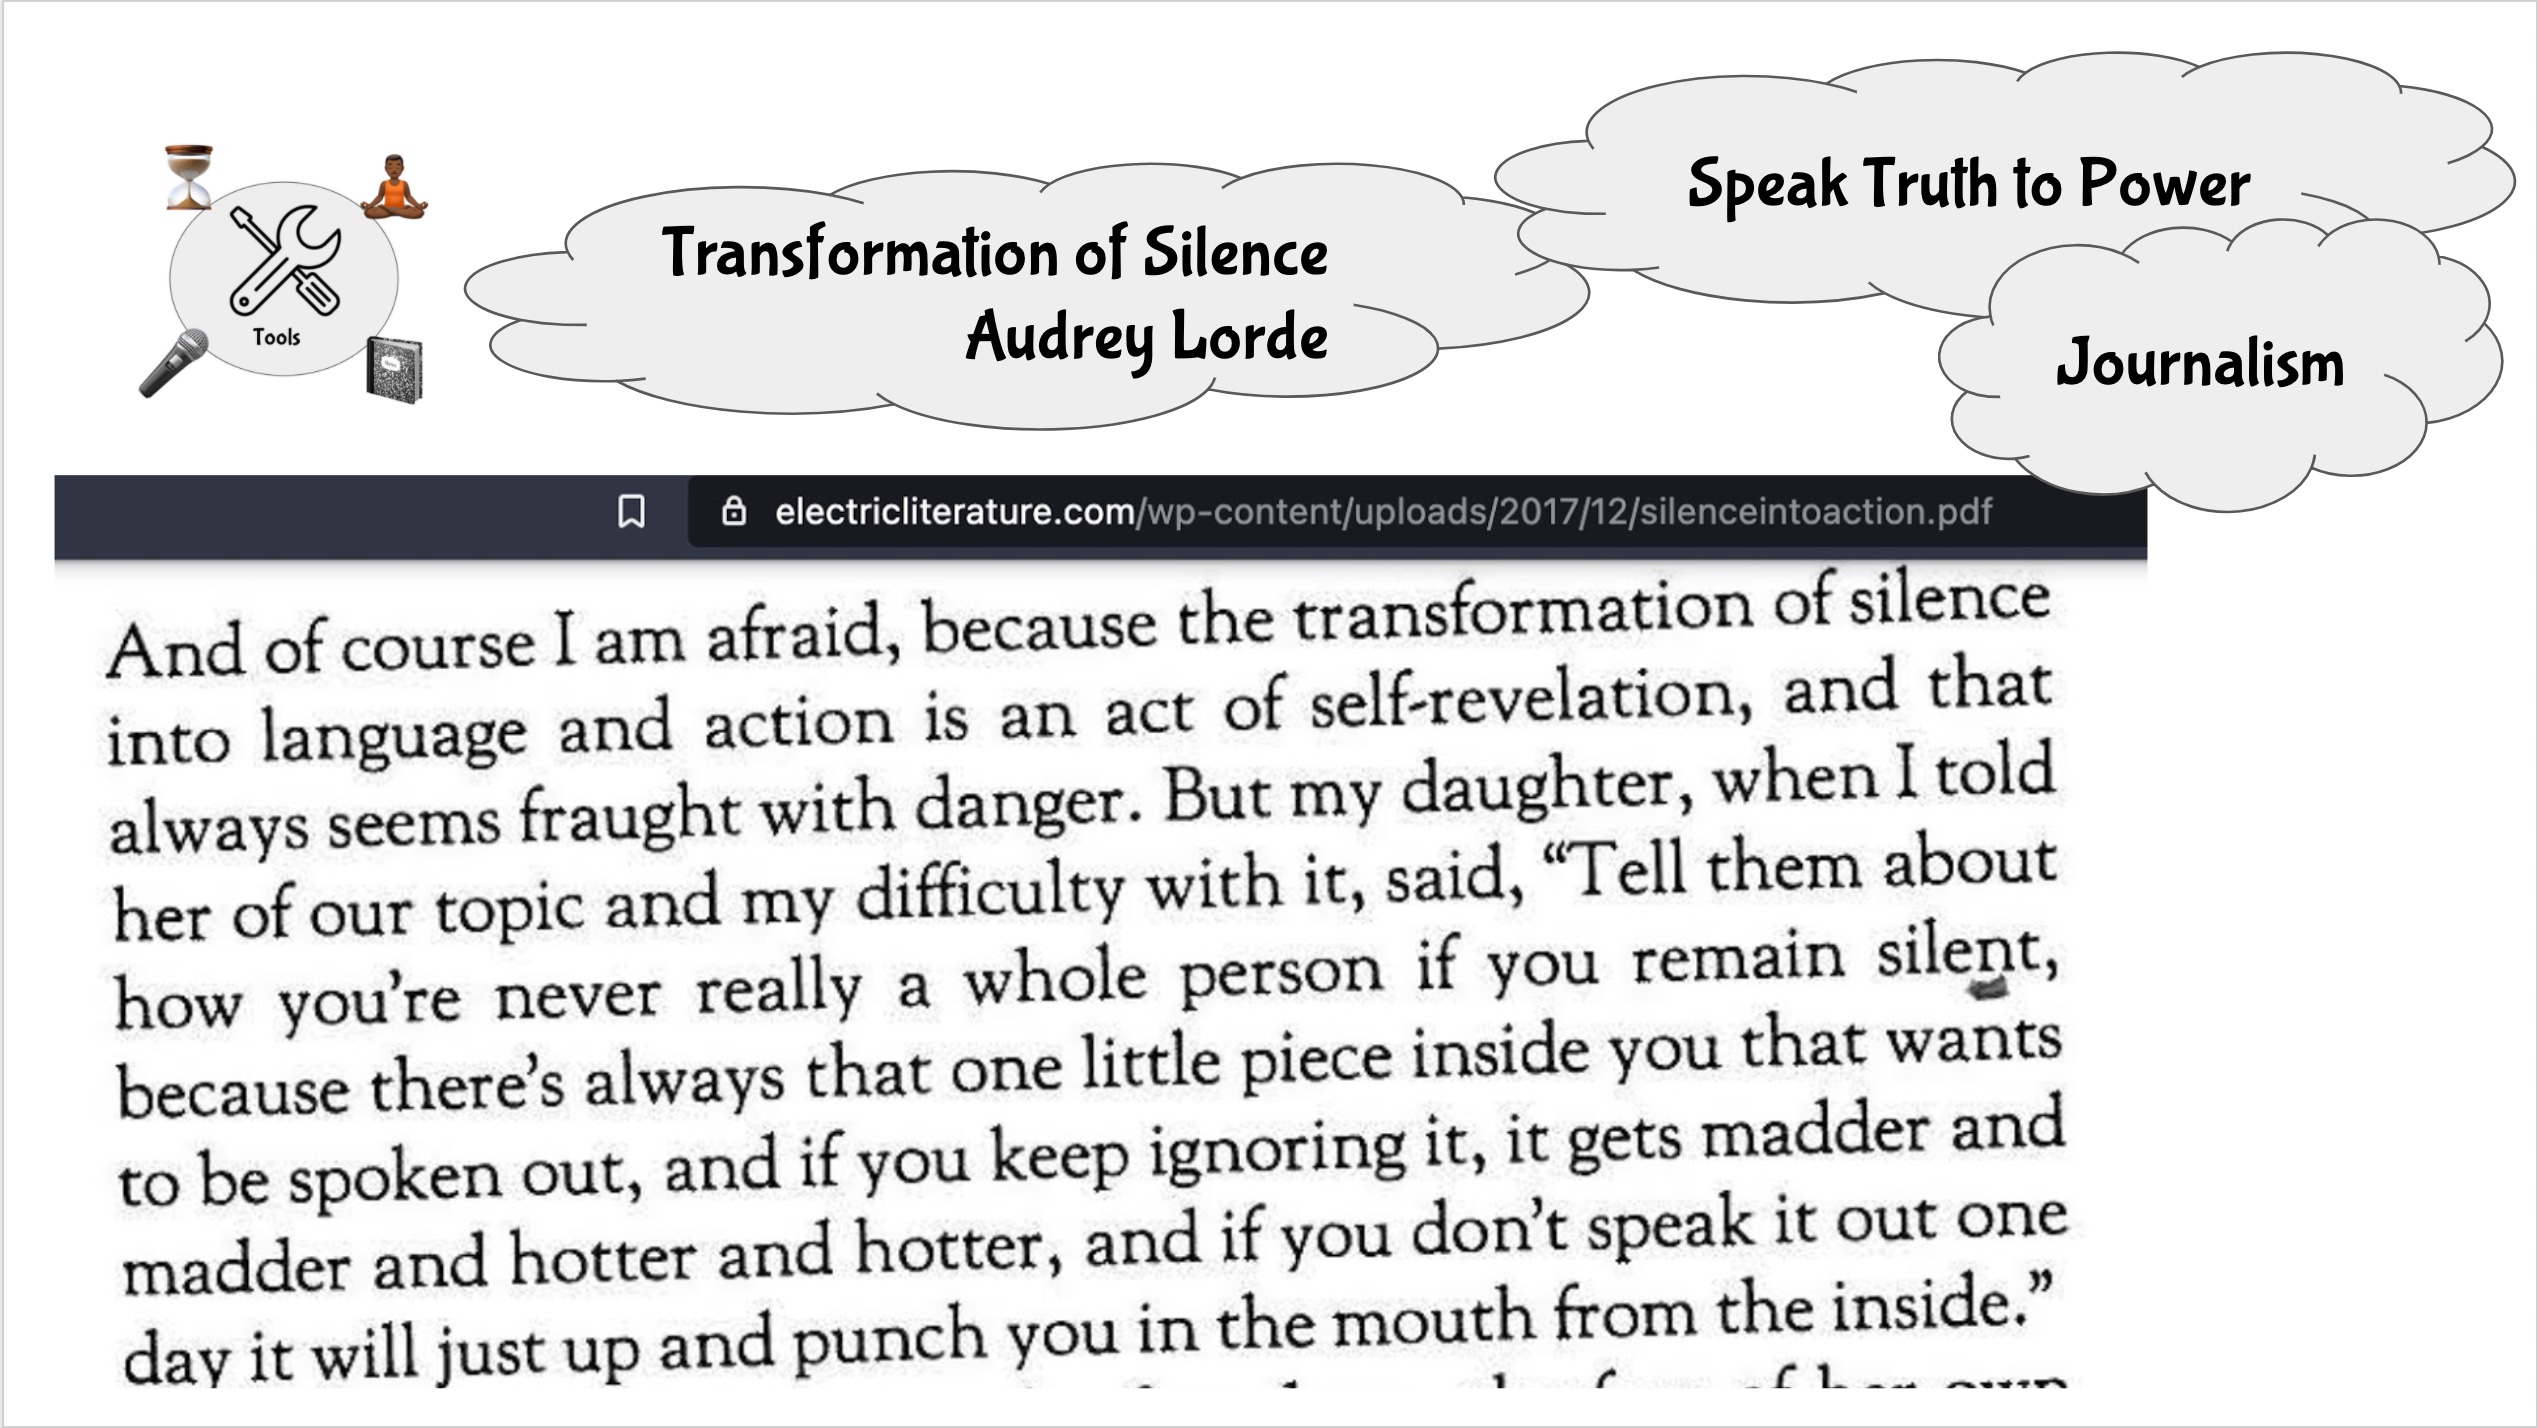 Speak Truth to Power
Transformation of Silence
Audrey Lorde
Tools
Journalism
electricliterature.com/wp-content/uploads/2017/12/silenceintoaction.pdf
And of course I am afraid, because the transformation of silence
into language and action is an act of self-revelation, and that
always seems fraught with danger. But my daughter, when I told
her of our topic and my difficulty with it, said, “Tell them about
how you’re never really a whole person if you remain silent,
because there’s always that one little piece inside you that wants
to be spoken out, and if you keep ignoring it, it gets madder and
madder and hotter and hotter, and if you don’t speak it out one
day it will just up and punch you in the mouth from the inside.”
of her own